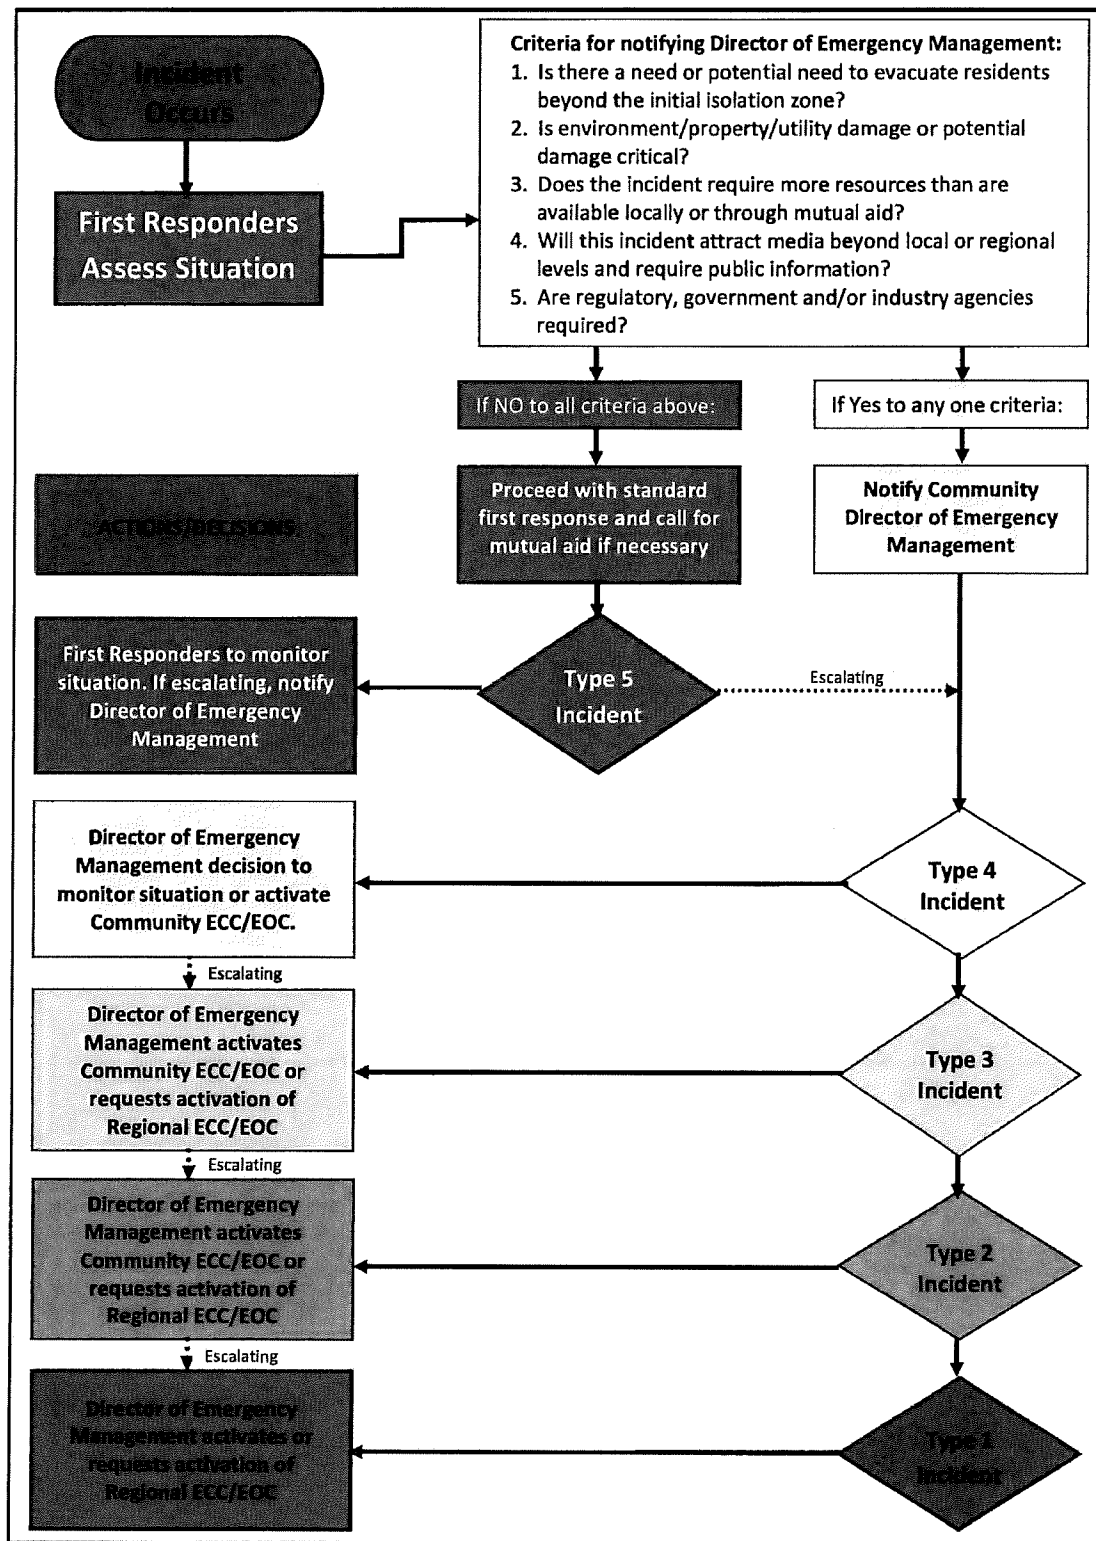 Incident
Occurs
First Responders
Assess Situation
Criteria for notifying Director of Emergency Management:
1. Is there a need or potential need to evacuate residents
beyond the initial isolation zone?
2. Is environment/property/utility damage or potential
damage critical?
3. Does the incident require more resources than are
available locally or through mutual aid?
4. Will this incident attract media beyond local or regional
levels and require public information?
5. Are regulatory, government and/or industry agencies
required?
If NO to all criteria above:
If Yes to any one criteria:
Proceed with standard
first response and call for
mutual aid if necessary
Notify Community
Director of Emergency
Management
ACTIONS/DECISIONS
First Responders to monitor
situation. If escalating, notify
Director of Emergency
Management
Type 5
Incident
Escalating
Director of Emergency
Management decision to
monitor situation or activate
Community ECC/EOC.
Type 4
Incident
Escalating
Director of Emergency
Management activates
Community ECC/EOC or
requests activation of
Regional ECC/EOC
Type 3
Incident
Escalating
Director of Emergency
Management activates
Community ECC/EOC or
requests activation of
Regional ECC/EOC
Type 2
Incident
Escalating
Director of Emergency
Management activates or
requests activation of
Regional ECC/EOC
Type 1
Incident